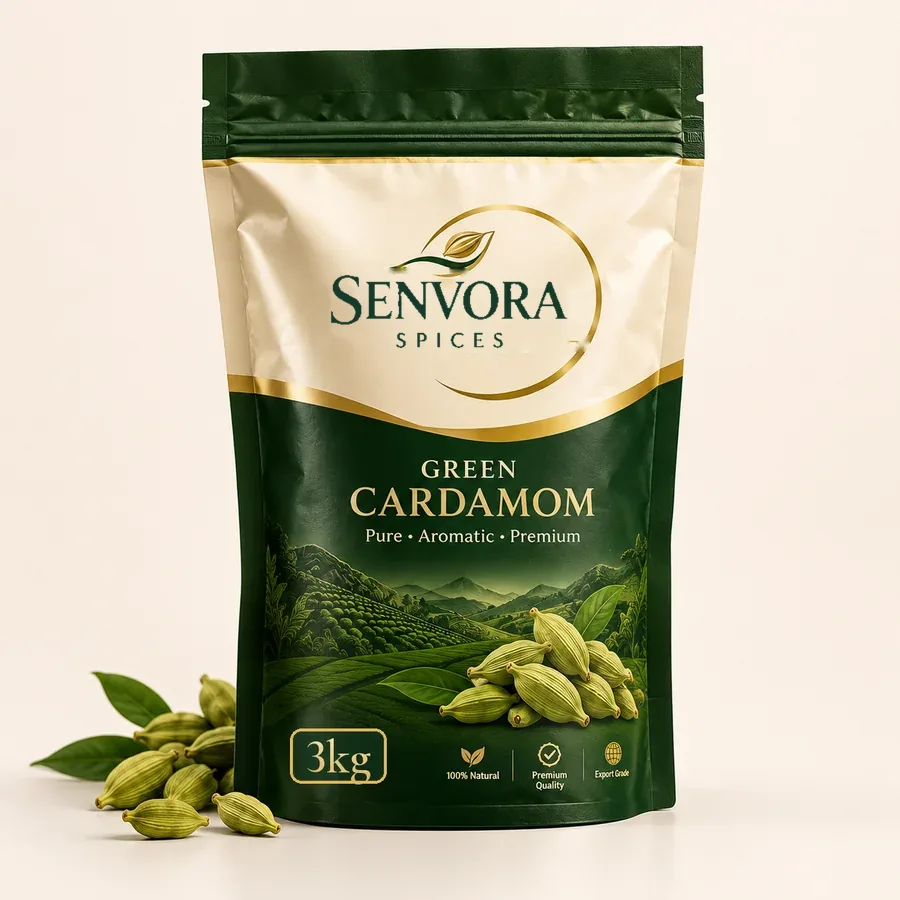 SENVORA
SPICES
GREEN
CARDAMOM
Pure • Aromatic • Premium
3kg
100% Natural
Premium
Quality
Export Grade